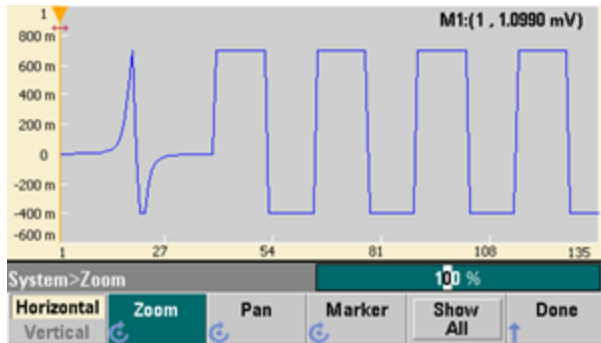 1
M1:(1 , 1.0990 mV)
800 m
600 m
400 m
200 m
0
-200 m
-400 m
-600 m
1 27 54 81 108 135
System>Zoom
100 %
Horizontal
Vertical
Zoom
Pan
Marker
Show
All
Done